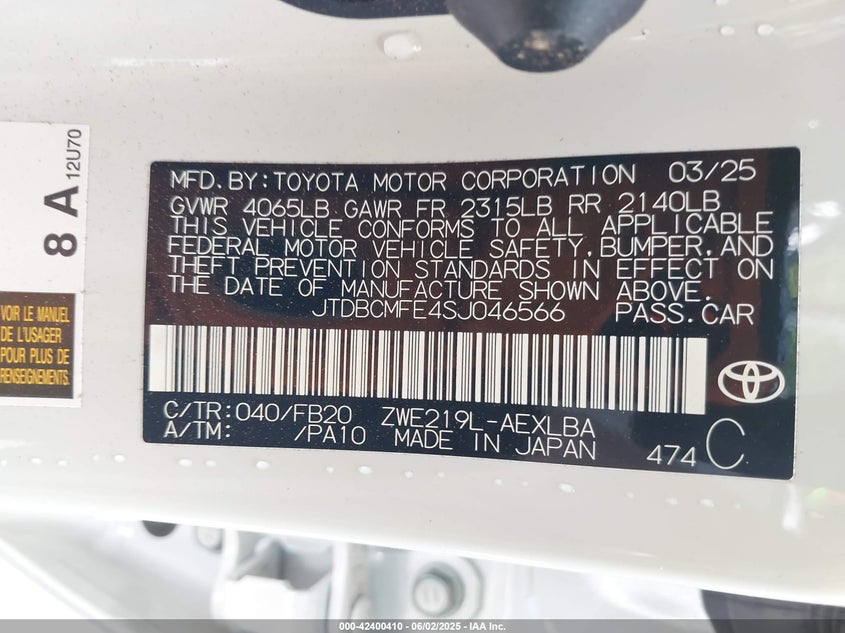 8 A
12U70
VOIR LE MANUEL
DE L'USAGER
POUR PLUS DE
RENSEIGNEMENTS.
MFD.BY:TOYOTA MOTOR CORPORATION 03/25
GVWR 4065LB GAWR FR 2315LB RR 2140LB
THIS VEHICLE CONFORMS TO ALL APPLICABLE
FEDERAL MOTOR VEHICLE SAFETY,BUMPER,AND
THEFT PREVENTION STANDARDS IN EFFECT ON
THE DATE OF MANUFACTURE SHOWN ABOVE.
JTDBCMFE4SJ046566 PASS.CAR
C/TR:040/FB20 ZWE219L-AEXLBA
A/TM: /PA10 MADE IN JAPAN 474 C
000-42400410 - 06/02/2025 - IAA Inc.